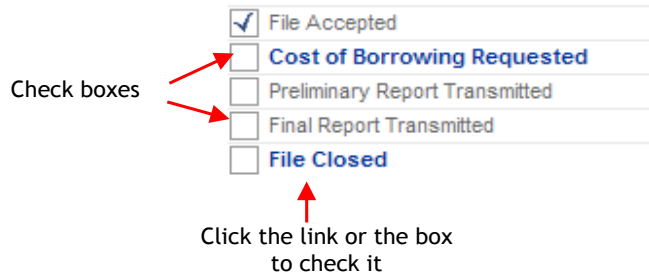 File Accepted
Cost of Borrowing Requested
Check boxes
Preliminary Report Transmitted
Final Report Transmitted
File Closed
Click the link or the box
to check it